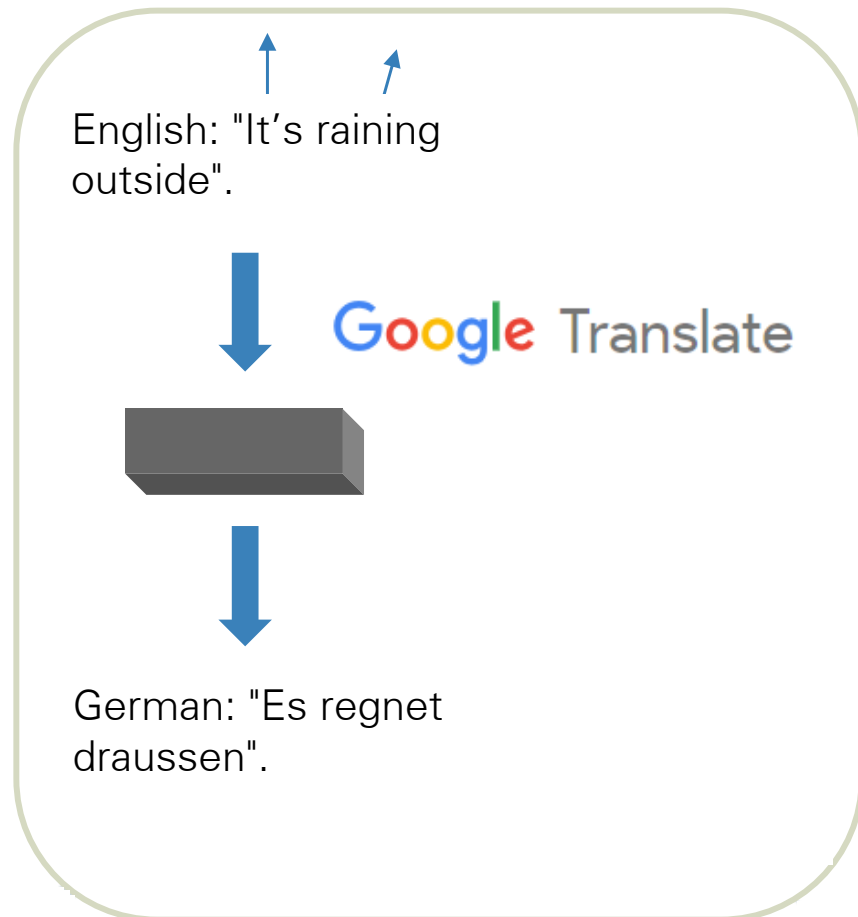 English: "It’s raining
outside".
Google Translate
German: "Es regnet
draussen".